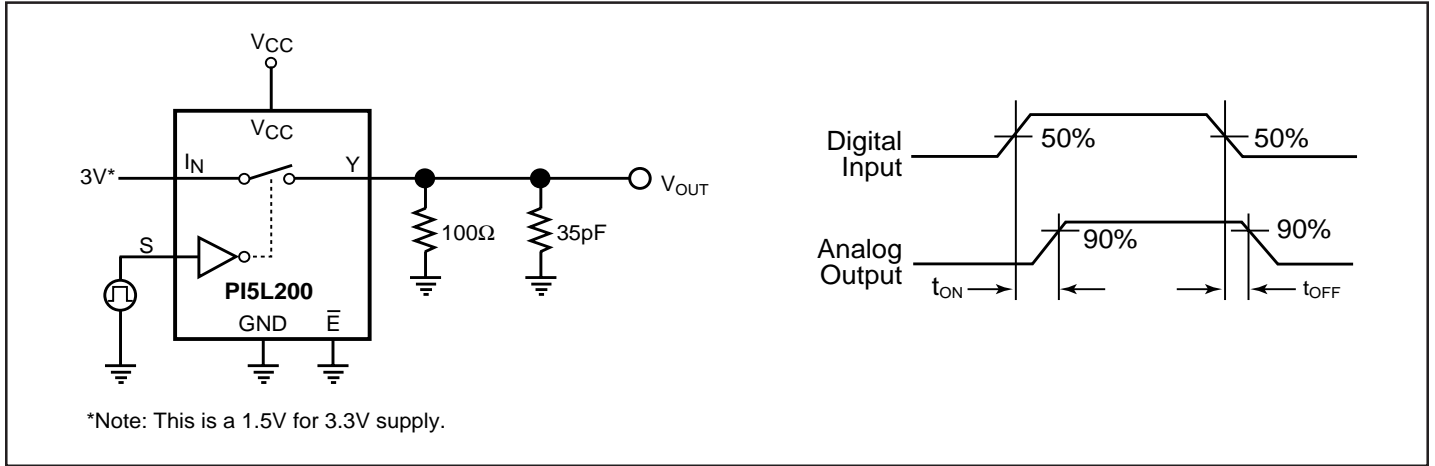 VCC
VCC
IN
3V*
Y
VOUT
100Ω
35pF
S
PI5L200
GND
E̅
*Note: This is a 1.5V for 3.3V supply.
Digital
Input
50%
50%
Analog
Output
90%
90%
tON
tOFF